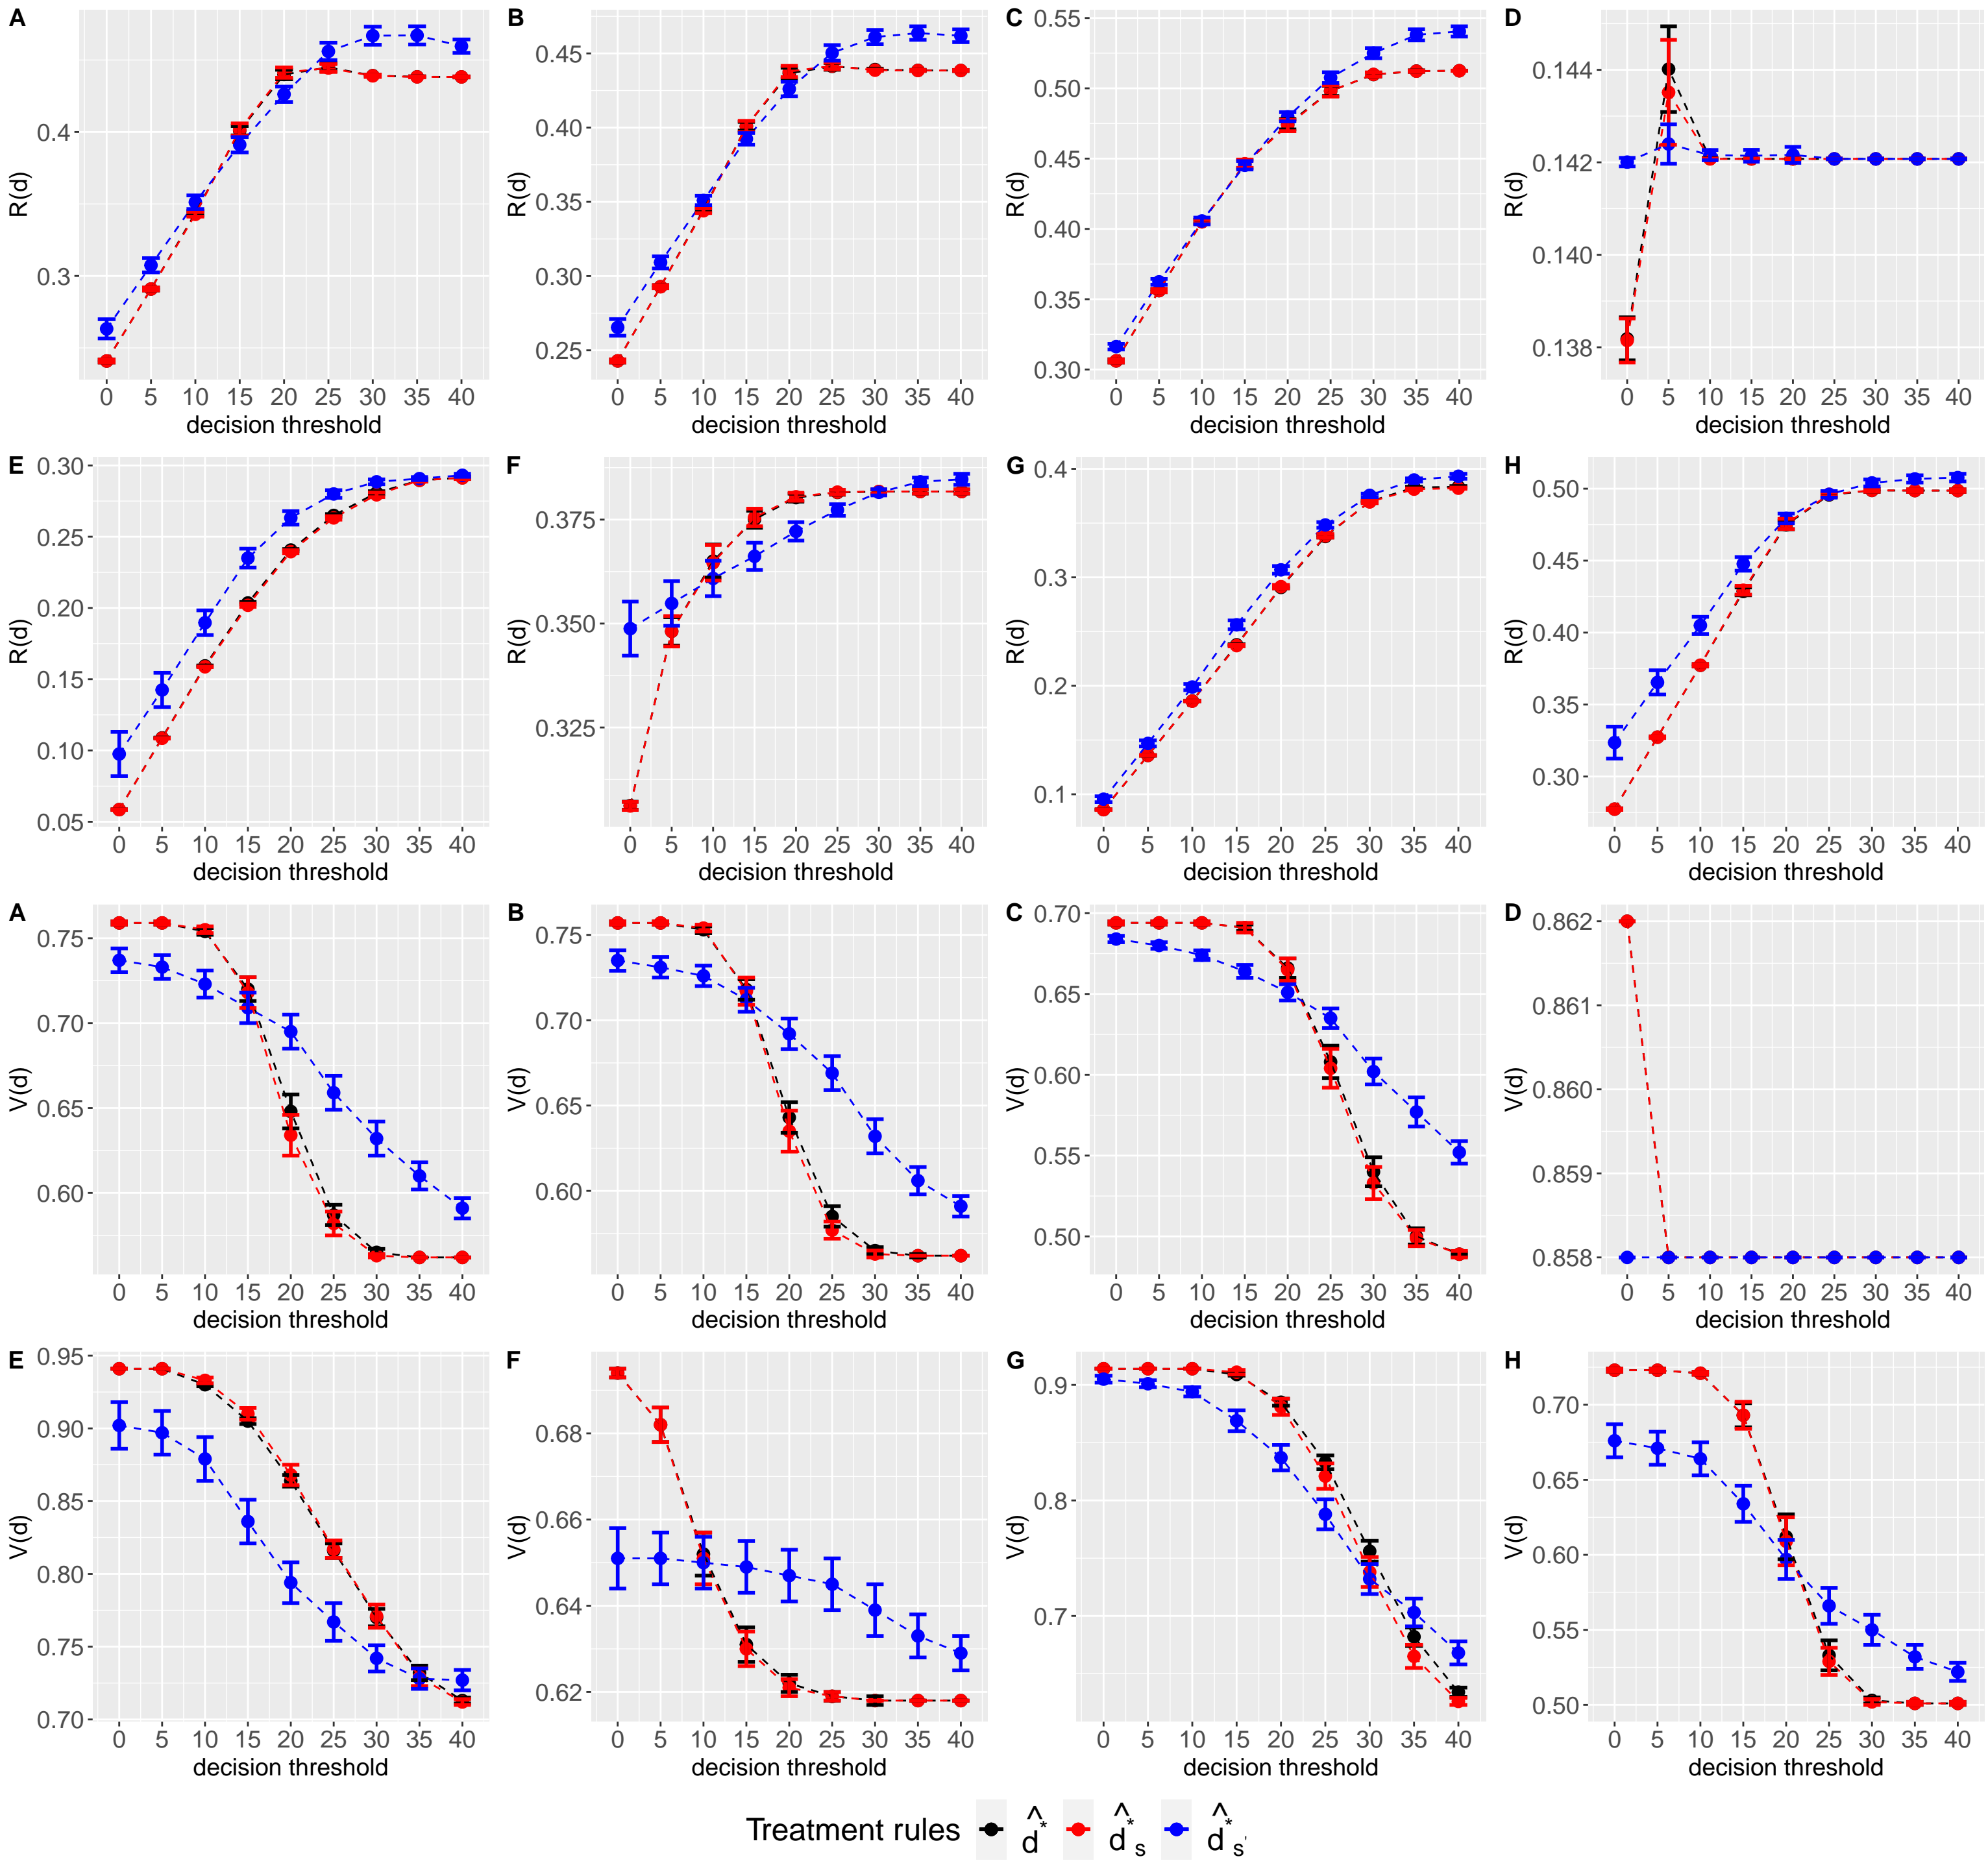 A B C D
R(d) R(d) R(d) R(d)
0.4 0.3
0.45 0.40 0.35 0.30 0.25
0.55 0.50 0.45 0.40 0.35 0.30
0.144 0.142 0.140 0.138
0 5 10 15 20 25 30 35 40 0 5 10 15 20 25 30 35 40 0 5 10 15 20 25 30 35 40 0 5 10 15 20 25 30 35 40
decision threshold decision threshold decision threshold decision threshold
E F G H
R(d) R(d) R(d) R(d)
0.30 0.25 0.20 0.15 0.10 0.05
0.375 0.350 0.325
0.4 0.3 0.2 0.1
0.50 0.45 0.40 0.35 0.30
0 5 10 15 20 25 30 35 40 0 5 10 15 20 25 30 35 40 0 5 10 15 20 25 30 35 40 0 5 10 15 20 25 30 35 40
decision threshold decision threshold decision threshold decision threshold
A B C D
V(d) V(d) V(d) V(d)
0.75 0.70 0.65 0.60
0.75 0.70 0.65 0.60
0.70 0.65 0.60 0.55 0.50
0.862 0.861 0.860 0.859 0.858
0 5 10 15 20 25 30 35 40 0 5 10 15 20 25 30 35 40 0 5 10 15 20 25 30 35 40 0 5 10 15 20 25 30 35 40
decision threshold decision threshold decision threshold decision threshold
E F G H
V(d) V(d) V(d) V(d)
0.95 0.90 0.85 0.80 0.75 0.70
0.68 0.66 0.64 0.62
0.9 0.8 0.7
0.70 0.65 0.60 0.55 0.50
0 5 10 15 20 25 30 35 40 0 5 10 15 20 25 30 35 40 0 5 10 15 20 25 30 35 40 0 5 10 15 20 25 30 35 40
decision threshold decision threshold decision threshold decision threshold
Treatment rules d̂* d̂*s d̂*s'